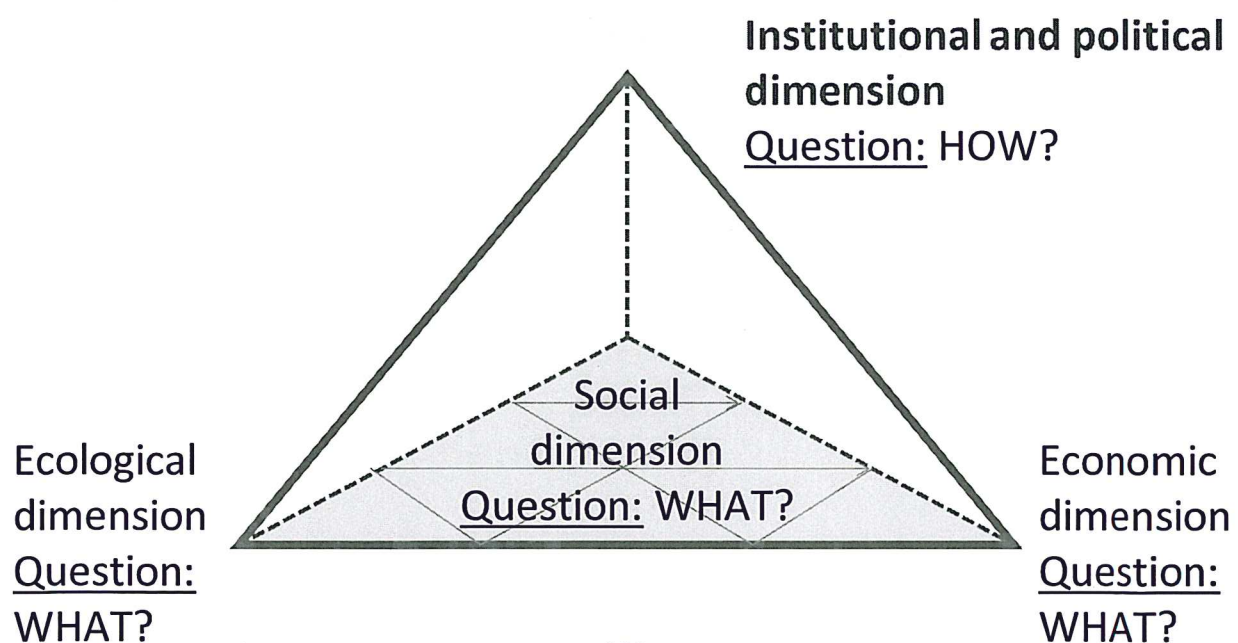 Institutional and political
dimension
Question: HOW?
Social
dimension
Question: WHAT?
Ecological
dimension
Question:
WHAT?
Economic
dimension
Question:
WHAT?